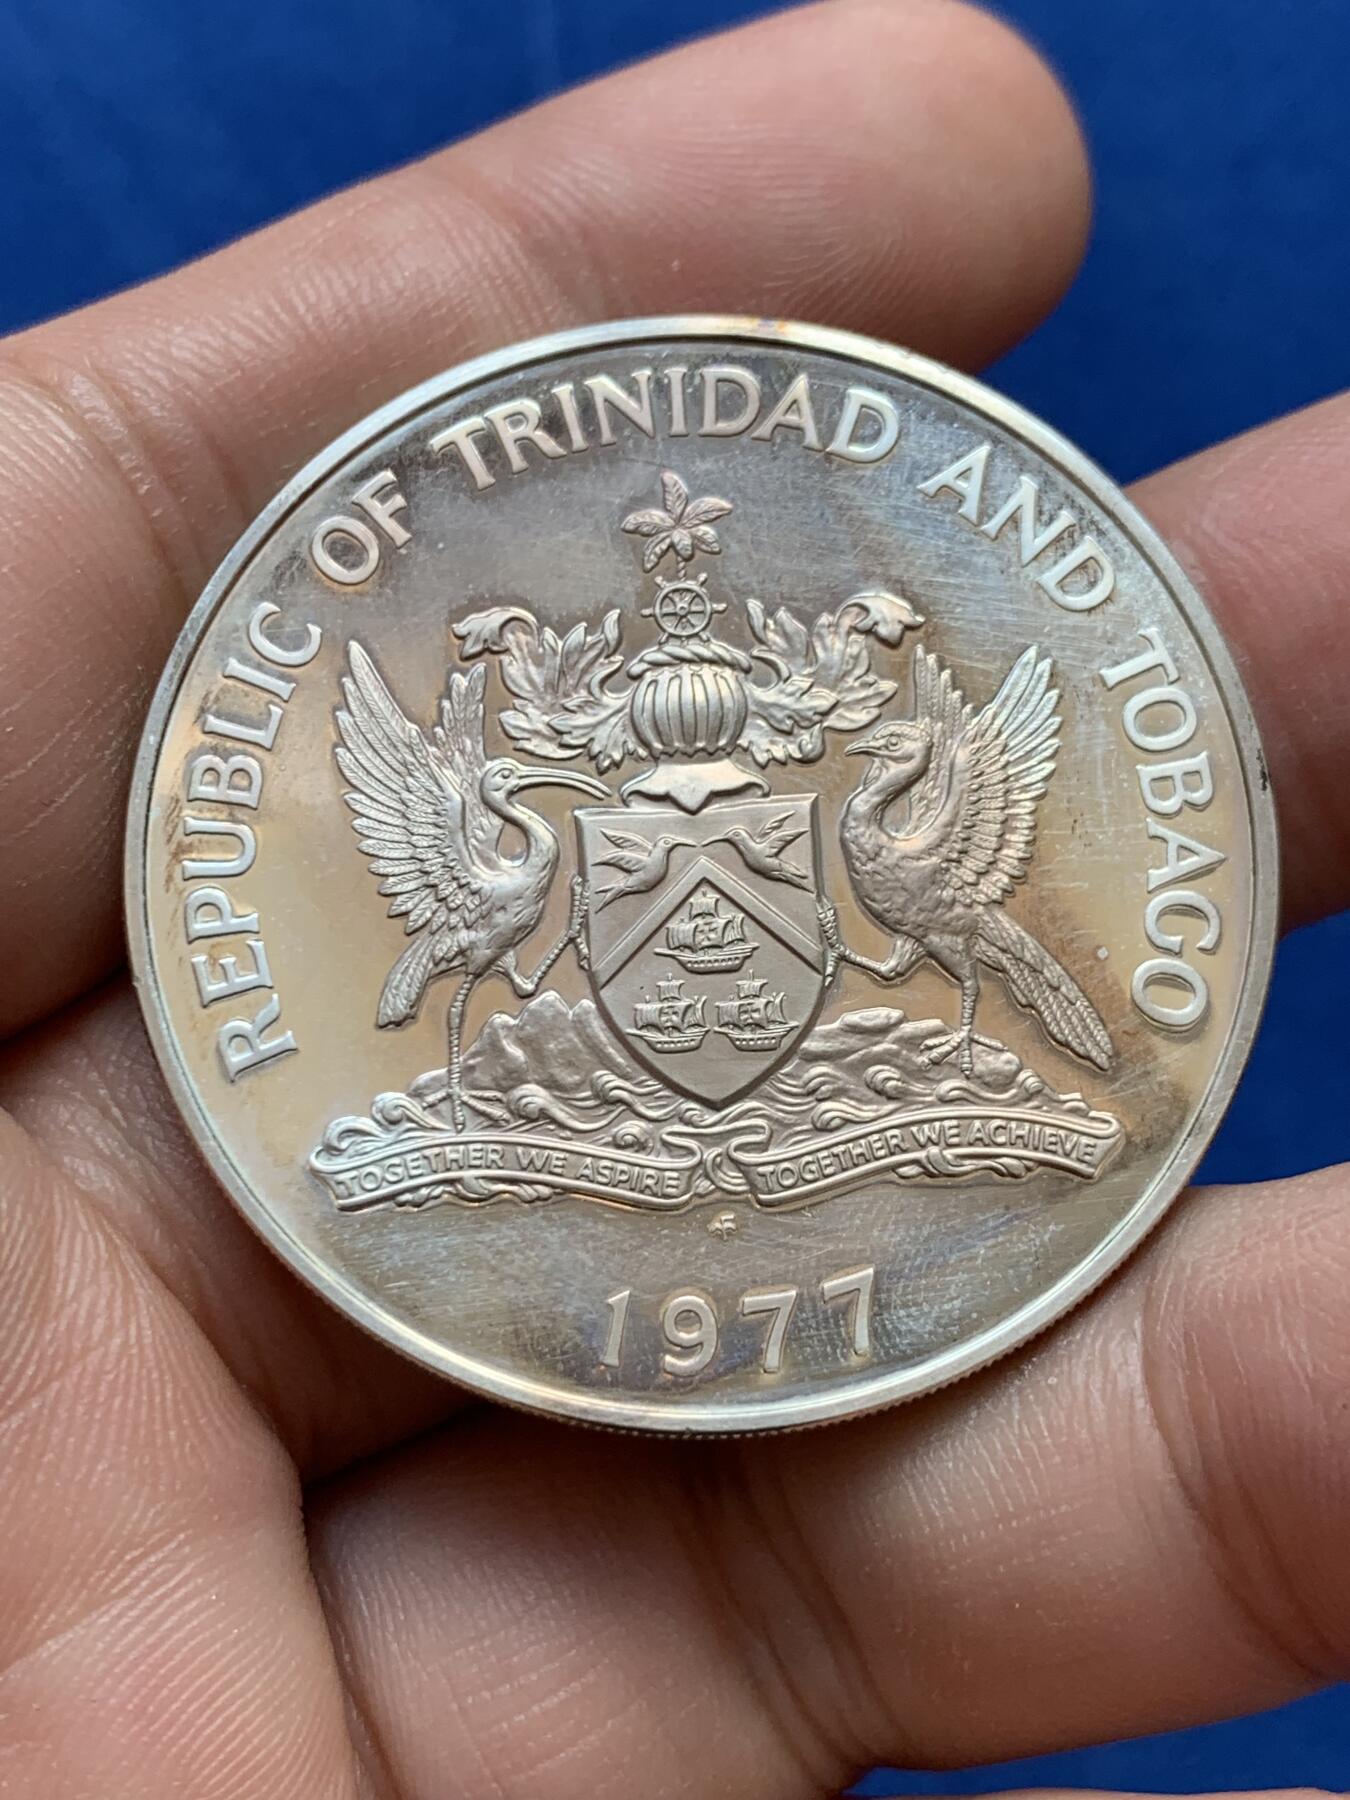 REPUBLIC OF TRINIDAD AND TOBAGO
TOGETHER WE ASPIRE TOGETHER WE ACHIEVE
1977